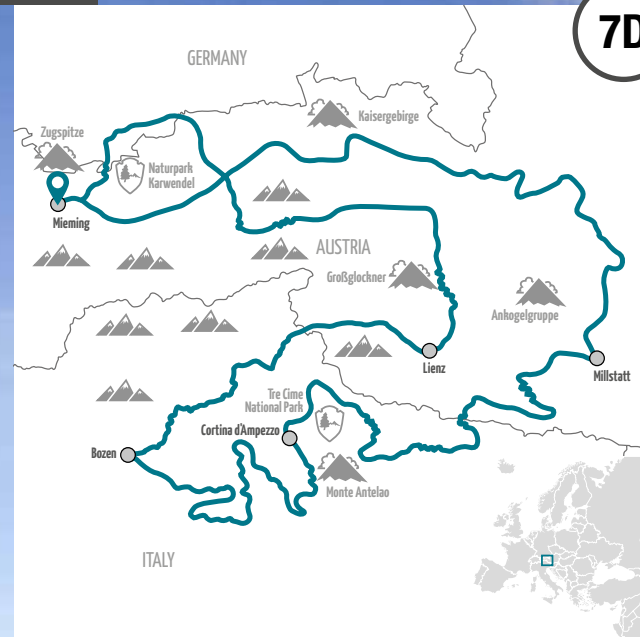 7D
GERMANY
Zugspitze
Kaisergebirge
Naturpark
Karwendel
Mieming
AUSTRIA
Großglockner
Ankogelgruppe
Lienz
Millstatt
Tre Cime
National Park
Cortina d'Ampezzo
Bozen
Monte Antelao
ITALY